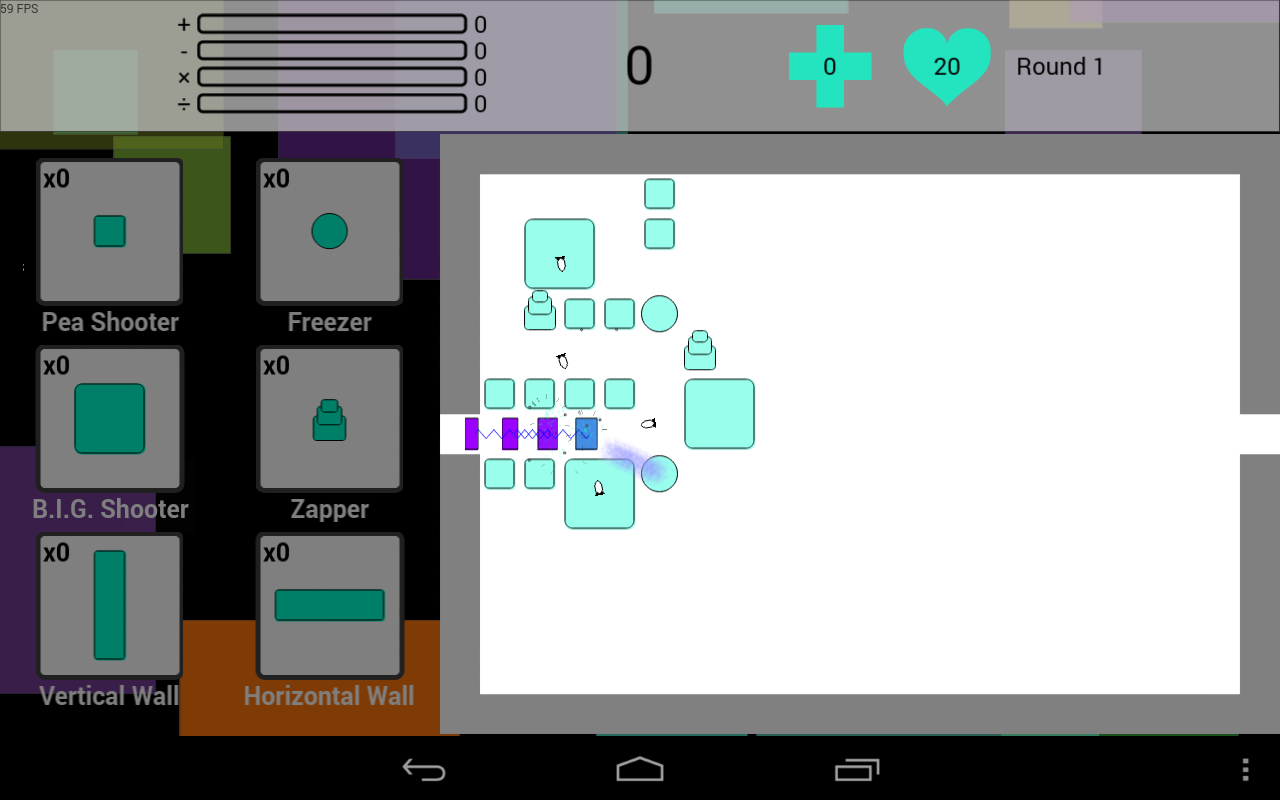 59 FPS
+ 0
- 0
× 0
÷ 0
0
0
20
Round 1
x0
Pea Shooter
x0
Freezer
x0
B.I.G. Shooter
x0
Zapper
x0
Vertical Wall
x0
Horizontal Wall